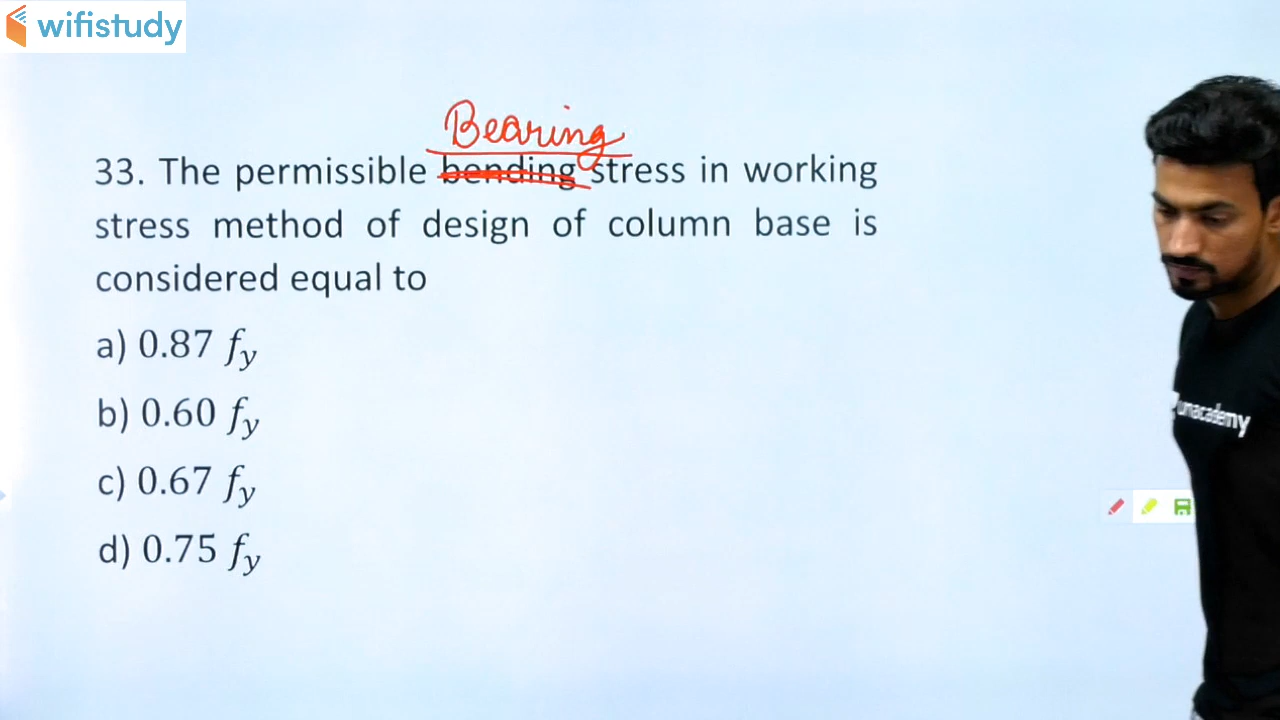 wifistudy
Bearing
33. The permissible bending stress in working
stress method of design of column base is
considered equal to
a) 0.87 fy
b) 0.60 fy
c) 0.67 fy
d) 0.75 fy
unacademy